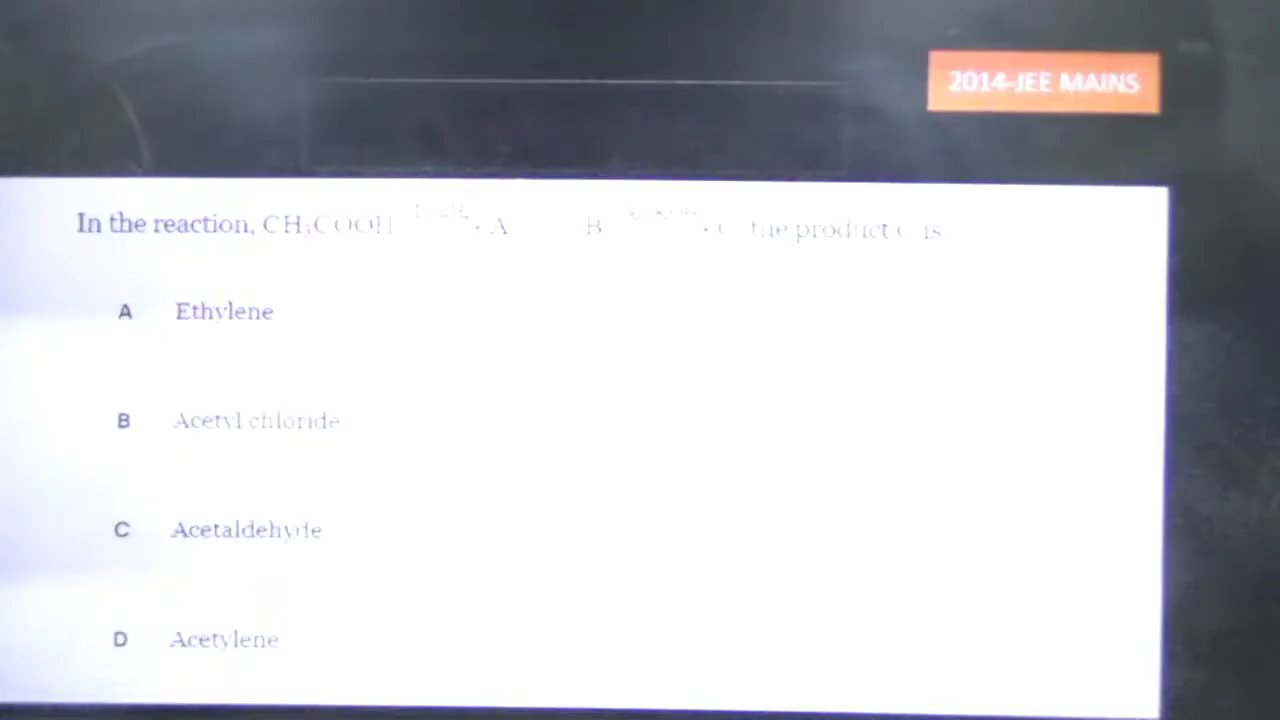 2014-JEE MAINS
In the reaction, CH₃COOH A B the product is
A Ethylene
B Acetyl chloride
C Acetaldehyde
D Acetylene